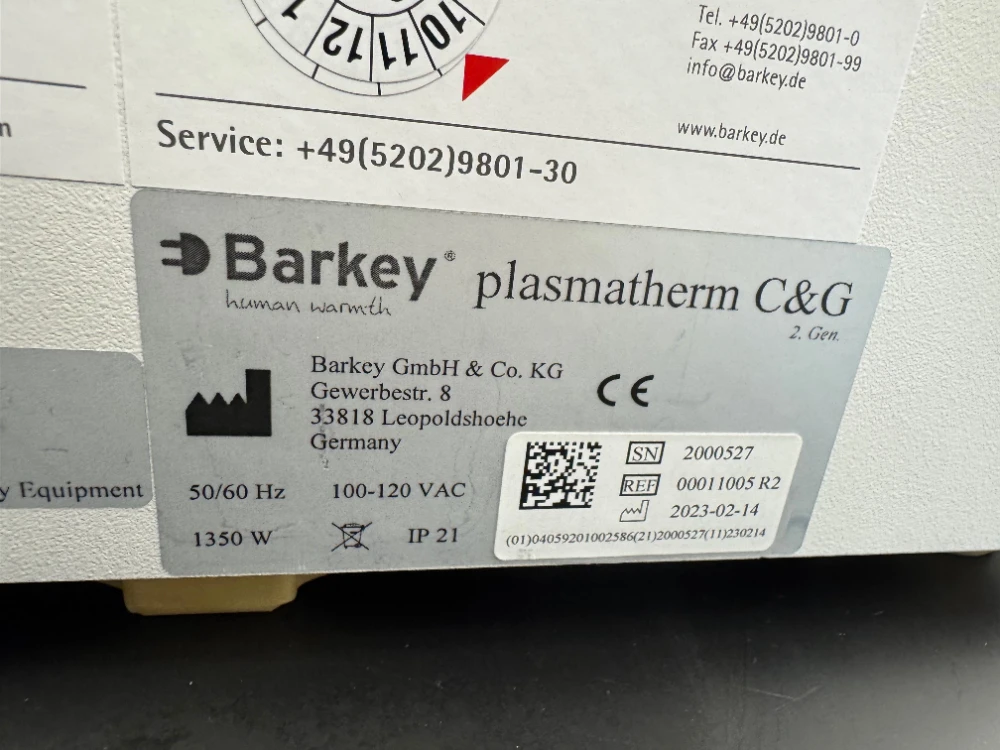 1
12
11
10
Tel. +49(5202)9801-0
Fax +49(5202)9801-99
info@barkey.de
www.barkey.de
Service: +49(5202)9801-30
Barkey®
human warmth
plasmatherm C&G
2. Gen.
Barkey GmbH & Co. KG
Gewerbestr. 8
33818 Leopoldshoehe
Germany
CE
50/60 Hz
100-120 VAC
1350 W
IP 21
SN 2000527
REF 00011005 R2
2023-02-14
(01)04059201002586(21)2000527(11)230214
Equipment